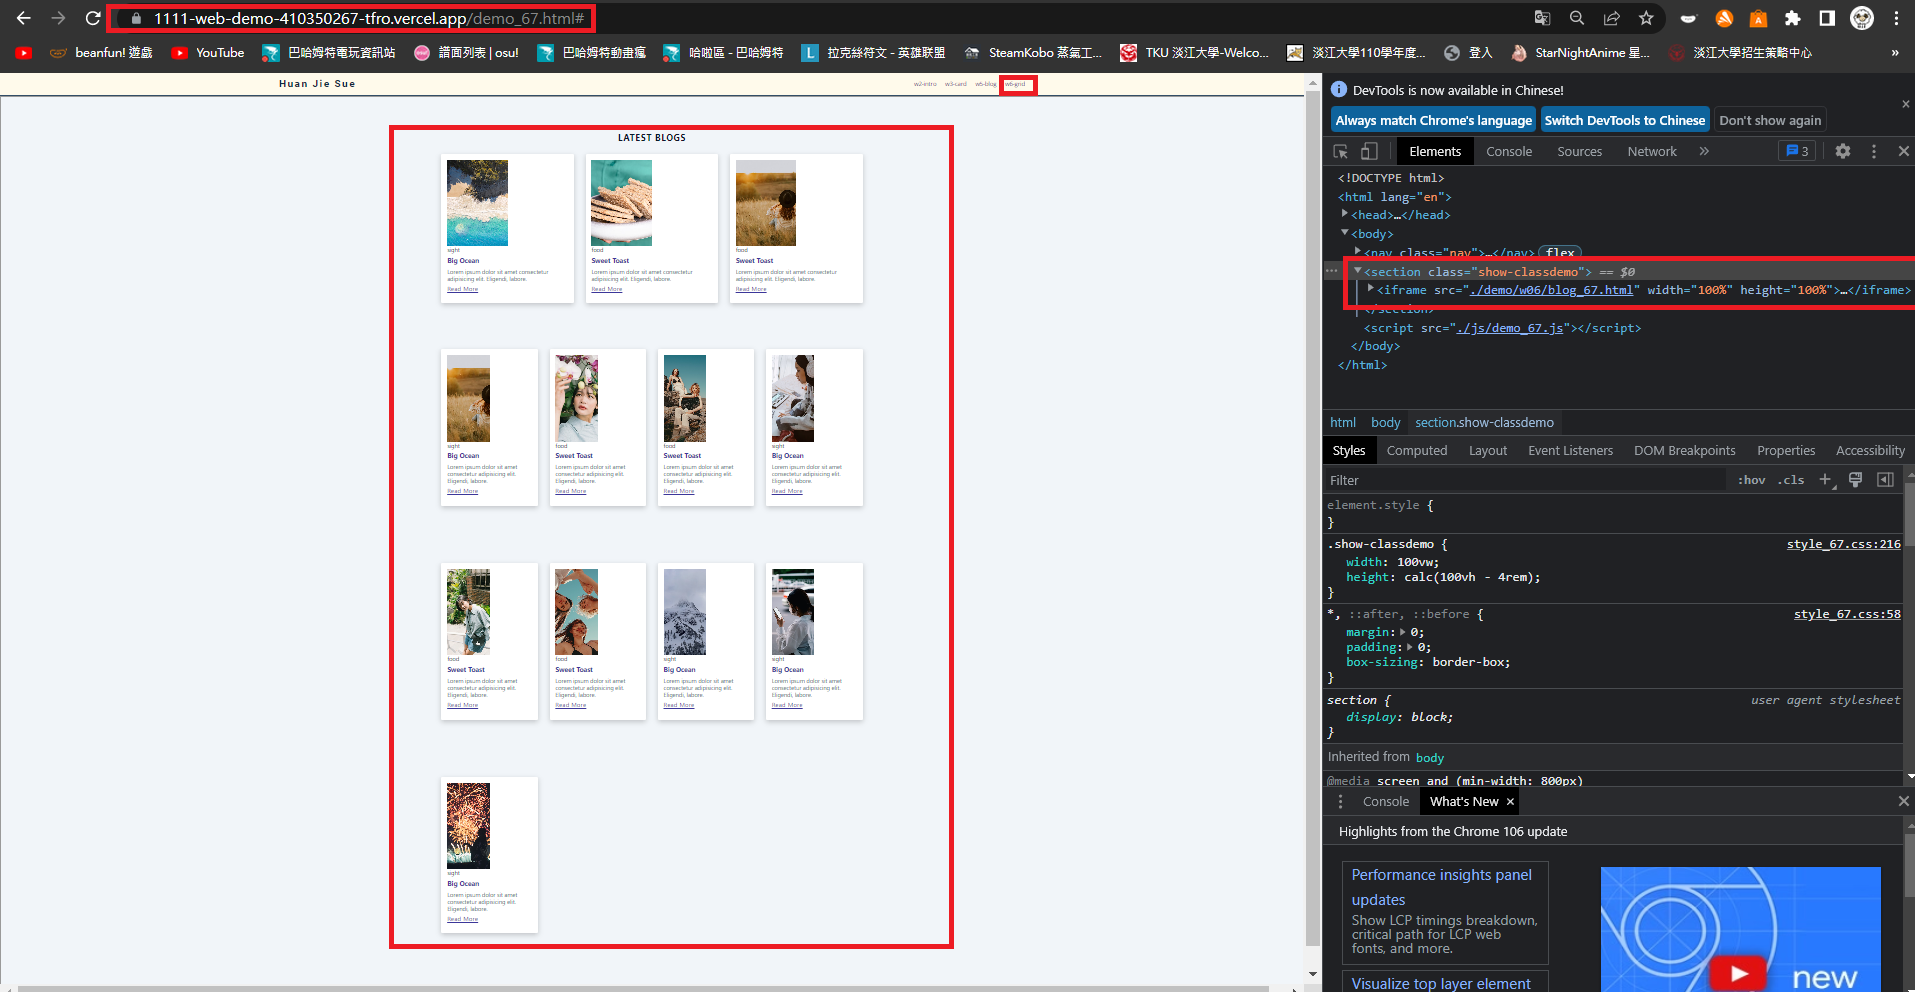 1111-web-demo-410350267-tfro.vercel.app/demo_67.html#
beanfun! 遊戲 YouTube 巴哈姆特電玩資訊站 譜面列表 | osu! 巴哈姆特動畫瘋 哈啦區 - 巴哈姆特 L 拉克絲符文 - 英雄联盟 SteamKobo 蒸氣工... TKU 淡江大學-Welco... 淡江大學110學年度... 登入 StarNightAnime 星... 淡江大學招生策略中心 »
Huan Jie Sue
w2-intro w3-card w6-blog w6-grid
LATEST BLOGS
sight food food
Big Ocean Sweet Toast Sweet Toast
Lorem ipsum dolor sit amet consectetur Lorem ipsum dolor sit amet consectetur Lorem ipsum dolor sit amet consectetur
adipisicing elit. Eligendi, labore. adipisicing elit. Eligendi, labore. adipisicing elit. Eligendi, labore.
Read More Read More Read More
sight food food sight
Big Ocean Sweet Toast Sweet Toast Big Ocean
Lorem ipsum dolor sit amet Lorem ipsum dolor sit amet Lorem ipsum dolor sit amet Lorem ipsum dolor sit amet
consectetur adipisicing elit. consectetur adipisicing elit. consectetur adipisicing elit. consectetur adipisicing elit.
Eligendi, labore. Eligendi, labore. Eligendi, labore. Eligendi, labore.
Read More Read More Read More Read More
food food sight sight
Sweet Toast Sweet Toast Big Ocean Big Ocean
Lorem ipsum dolor sit amet Lorem ipsum dolor sit amet Lorem ipsum dolor sit amet Lorem ipsum dolor sit amet
consectetur adipisicing elit. consectetur adipisicing elit. consectetur adipisicing elit. consectetur adipisicing elit.
Eligendi, labore. Eligendi, labore. Eligendi, labore. Eligendi, labore.
Read More Read More Read More Read More
sight
Big Ocean
Lorem ipsum dolor sit amet
consectetur adipisicing elit.
Eligendi, labore.
Read More
DevTools is now available in Chinese!
Always match Chrome's language Switch DevTools to Chinese Don't show again
Elements Console Sources Network » 3
<!DOCTYPE html>
<html lang="en">
<head>…</head>
<body>
<nav class="nav">…</nav> flex
<section class="show-classdemo"> == $0
<iframe src="./demo/w06/blog_67.html" width="100%" height="100%">…</iframe>
</section>
<script src="./js/demo_67.js"></script>
</body>
</html>
html body section.show-classdemo
Styles Computed Layout Event Listeners DOM Breakpoints Properties Accessibility
Filter :hov .cls +
element.style {
}
.show-classdemo { style_67.css:216
width: 100vw;
height: calc(100vh - 4rem);
}
*, ::after, ::before { style_67.css:58
margin: 0;
padding: 0;
box-sizing: border-box;
}
section { user agent stylesheet
display: block;
}
Inherited from body
@media screen and (min-width: 800px)
Console What's New ×
Highlights from the Chrome 106 update
Performance insights panel
updates
Show LCP timings breakdown,
critical path for LCP web
fonts, and more.
Visualize top layer element
new